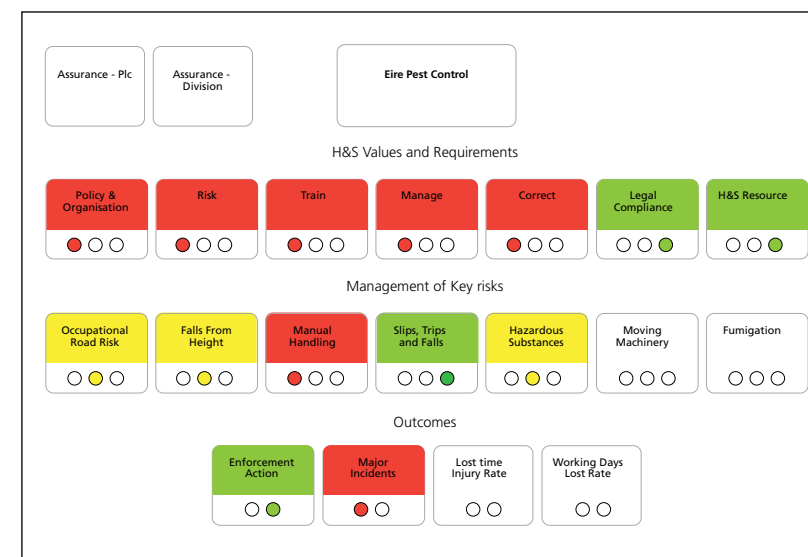 Assurance - Plc
Assurance -
Division
Eire Pest Control
H&S Values and Requirements
Policy &
Organisation
Risk
Train
Manage
Correct
Legal
Compliance
H&S Resource
Management of Key risks
Occupational
Road Risk
Falls From
Height
Manual
Handling
Slips, Trips
and Falls
Hazardous
Substances
Moving
Machinery
Fumigation
Outcomes
Enforcement
Action
Major
Incidents
Lost time
Injury Rate
Working Days
Lost Rate